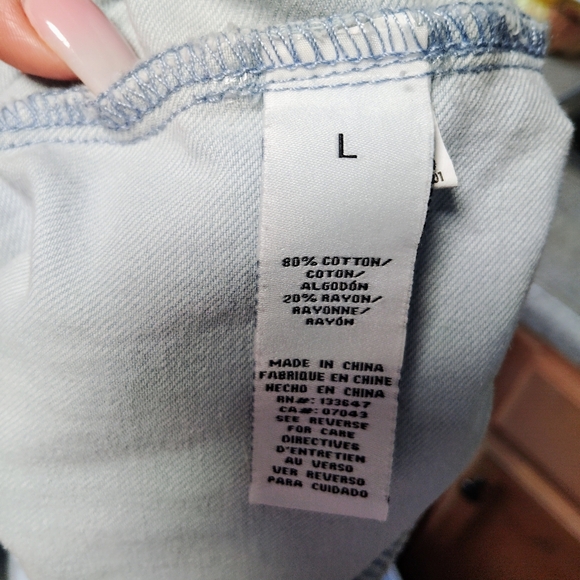 L
01
80% COTTON/
COTON/
ALGODÓN
20% RAYON/
RAYONNE/
RAYÓN
MADE IN CHINA
FABRIQUE EN CHINE
HECHO EN CHINA
RN#: 133647
CA#: 07043
SEE REVERSE
FOR CARE
DIRECTIVES
D'ENTRETIEN
AU VERSO
VER REVERSO
PARA CUIDADO